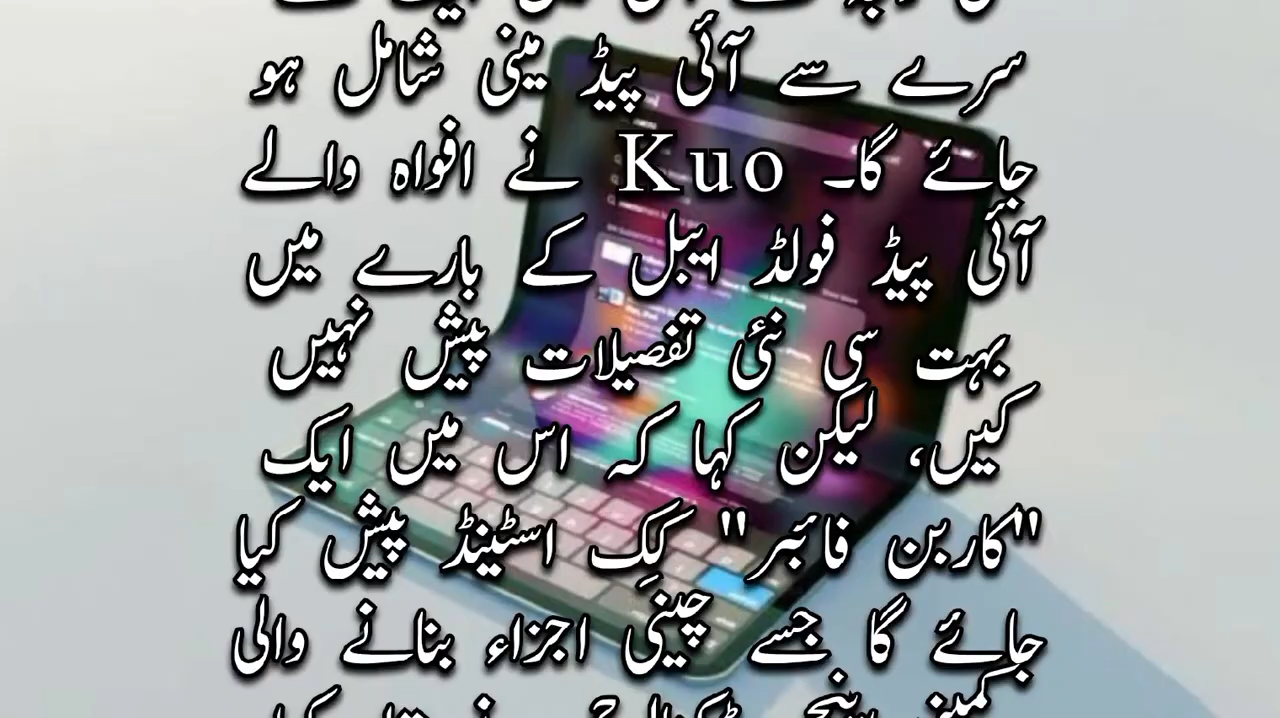 سرے سے آئی پیڈ مینی شامل ہو
جائے گا۔ Kuo نے افواہ والے
آئی پیڈ فولڈ ایبل کے بارے میں
بہت سی نئی تفصیلات پیش نہیں
کیں، لیکن کہا کہ اس میں ایک
"کاربن فائبر" کِک اسٹینڈ پیش کیا
جائے گا جسے چینی اجزاء بنانے والی